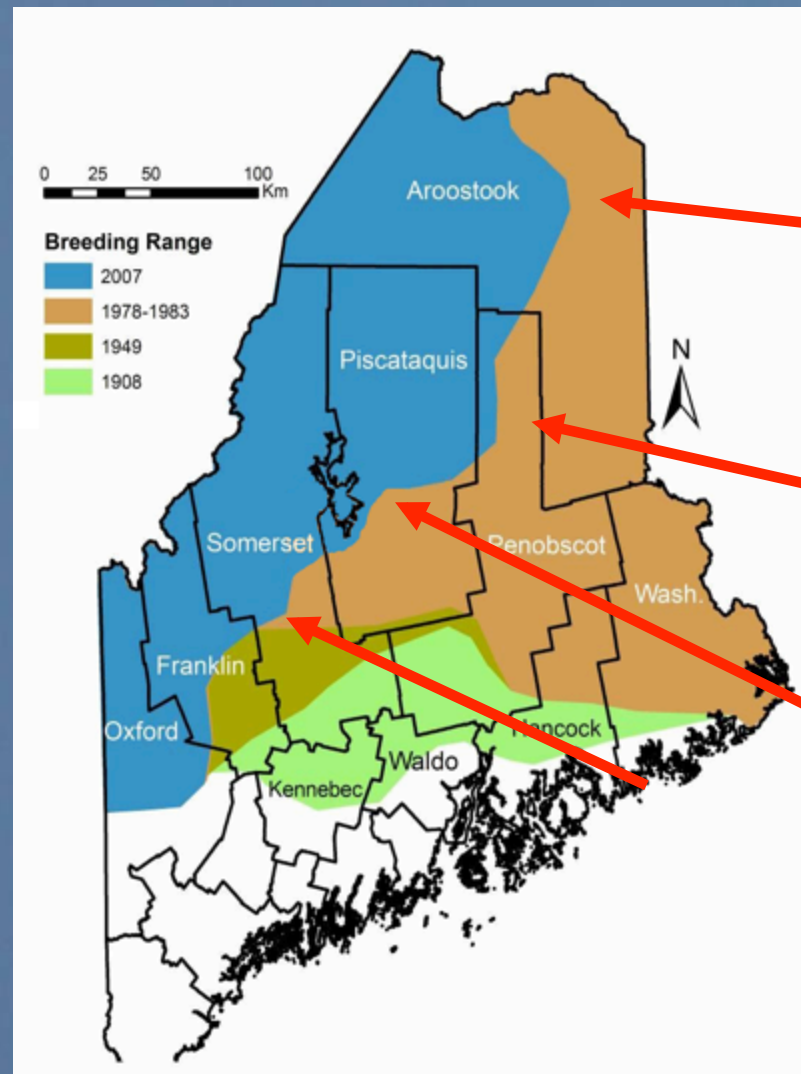 0 25 50 100
Km
Breeding Range
2007
1978-1983
1949
1908
Aroostook
N
Piscataquis
Somerset
Penobscot
Wash.
Franklin
Oxford
Hancock
Waldo
Kennebec